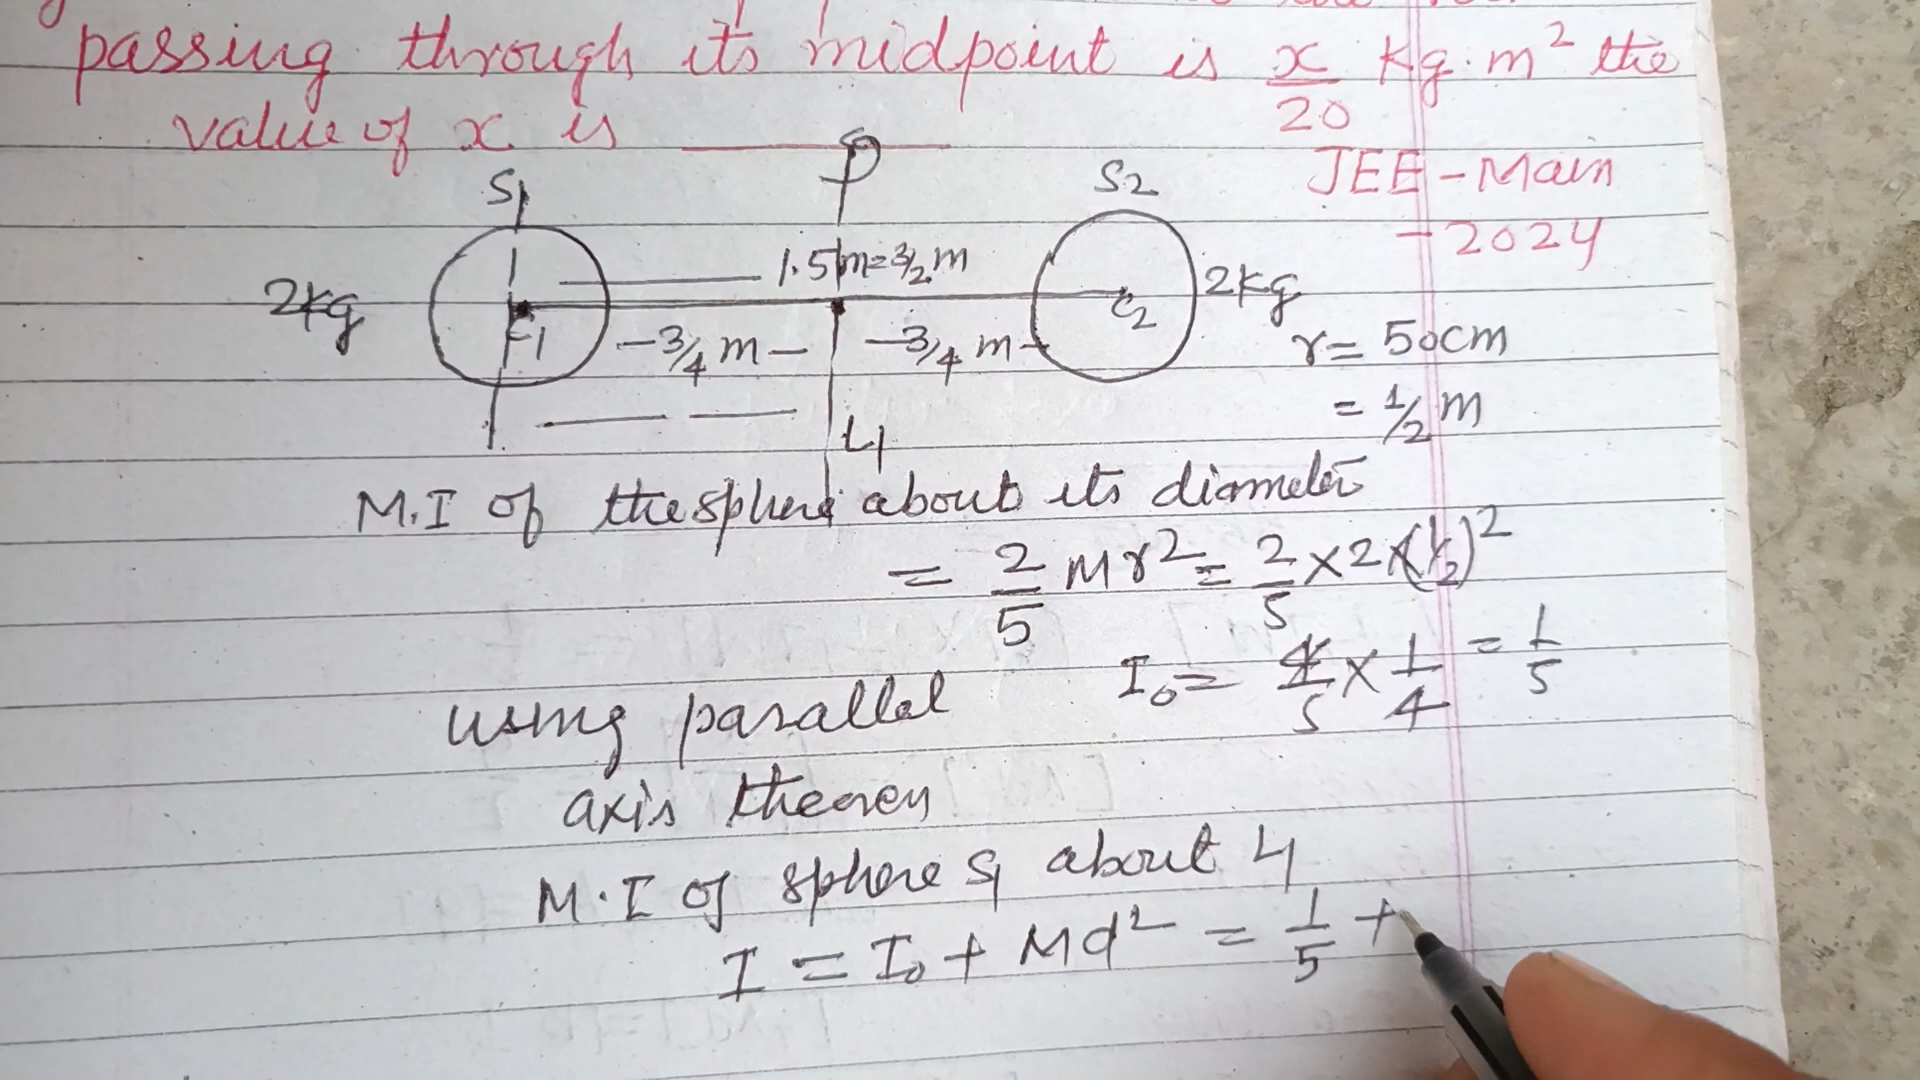 passing through its midpoint is x/20 Kg.m² the
value of x is ______
JEE - Main
- 2024
S1 P S2
2kg 1.5m=3/2m 2kg
C1 C2
-3/4 m- -3/4 m-
r = 50cm
= 1/2 m
L1
M.I of the sphere about its diameter
= 2/5 Mr² = 2/5 × 2 × (1/2)²
I₀ = 4/5 × 1/4 = 1/5
using parallel
axis theorem
M.I of sphere S1 about L1
I = I₀ + Md² = 1/5 +